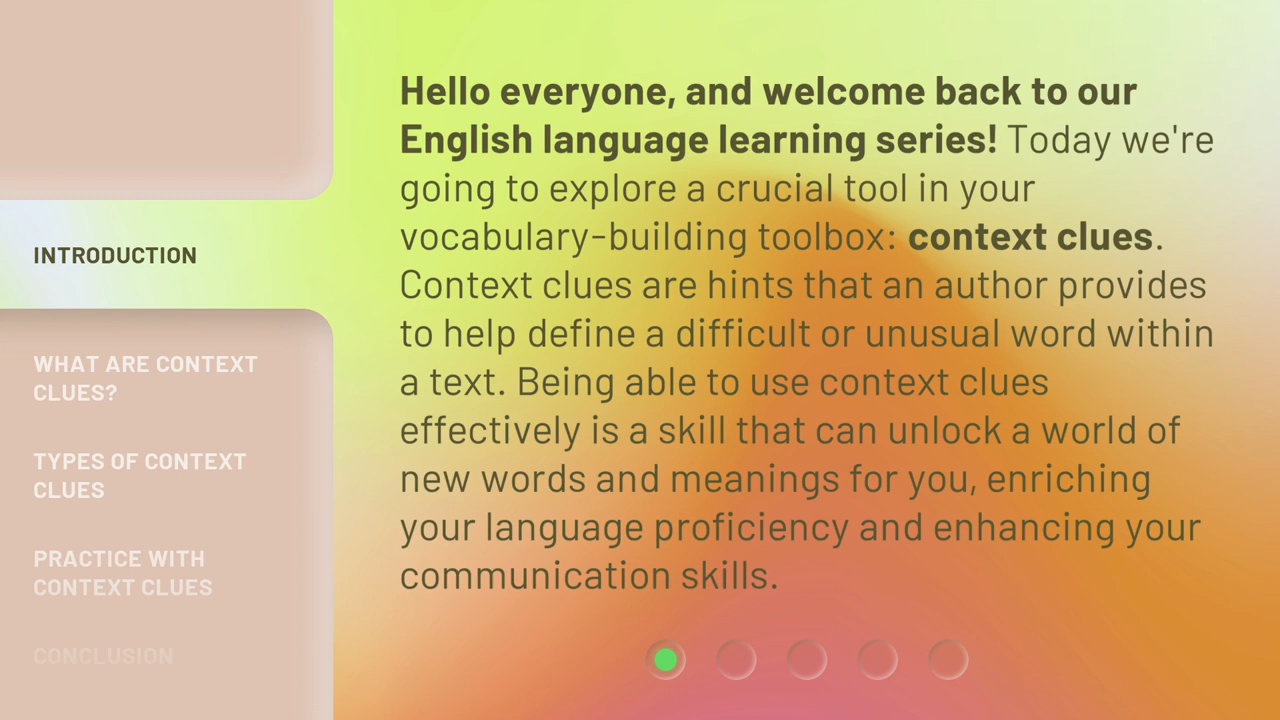 INTRODUCTION
WHAT ARE CONTEXT
CLUES?
TYPES OF CONTEXT
CLUES
PRACTICE WITH
CONTEXT CLUES
CONCLUSION
Hello everyone, and welcome back to our
English language learning series! Today we're
going to explore a crucial tool in your
vocabulary-building toolbox: context clues.
Context clues are hints that an author provides
to help define a difficult or unusual word within
a text. Being able to use context clues
effectively is a skill that can unlock a world of
new words and meanings for you, enriching
your language proficiency and enhancing your
communication skills.